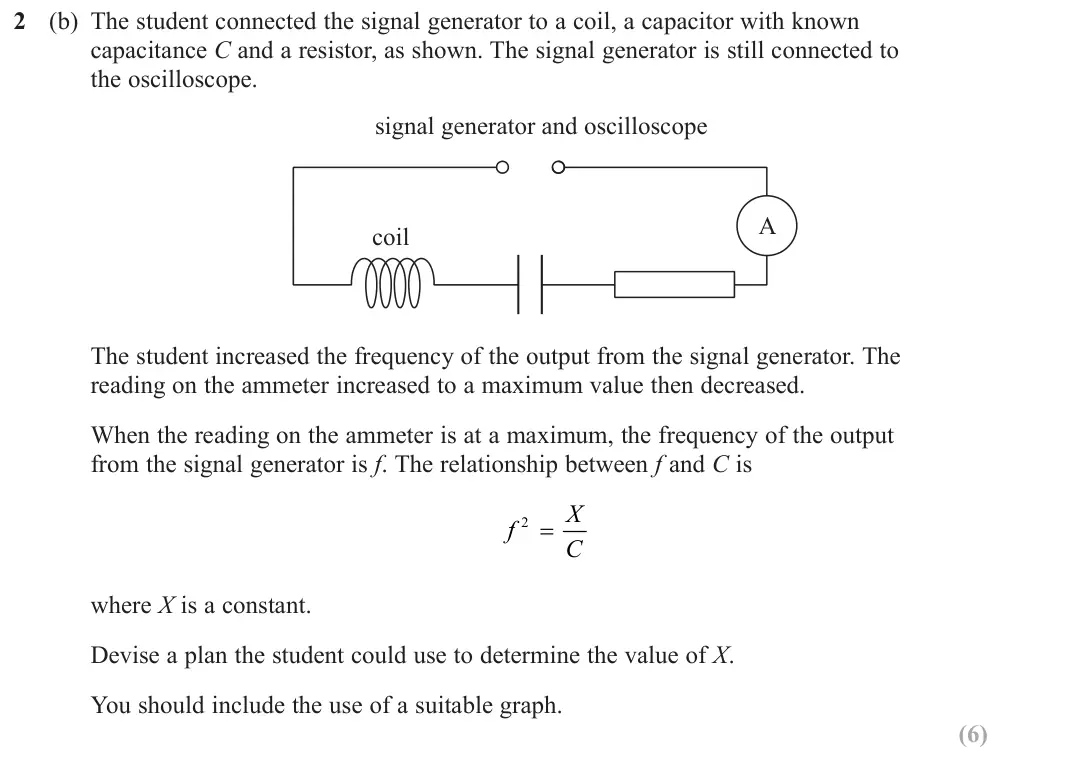 2 (b) The student connected the signal generator to a coil, a capacitor with known
capacitance C and a resistor, as shown. The signal generator is still connected to
the oscilloscope.
signal generator and oscilloscope
A
coil
The student increased the frequency of the output from the signal generator. The
reading on the ammeter increased to a maximum value then decreased.
When the reading on the ammeter is at a maximum, the frequency of the output
from the signal generator is f. The relationship between f and C is
f² = X/C
where X is a constant.
Devise a plan the student could use to determine the value of X.
You should include the use of a suitable graph.
(6)